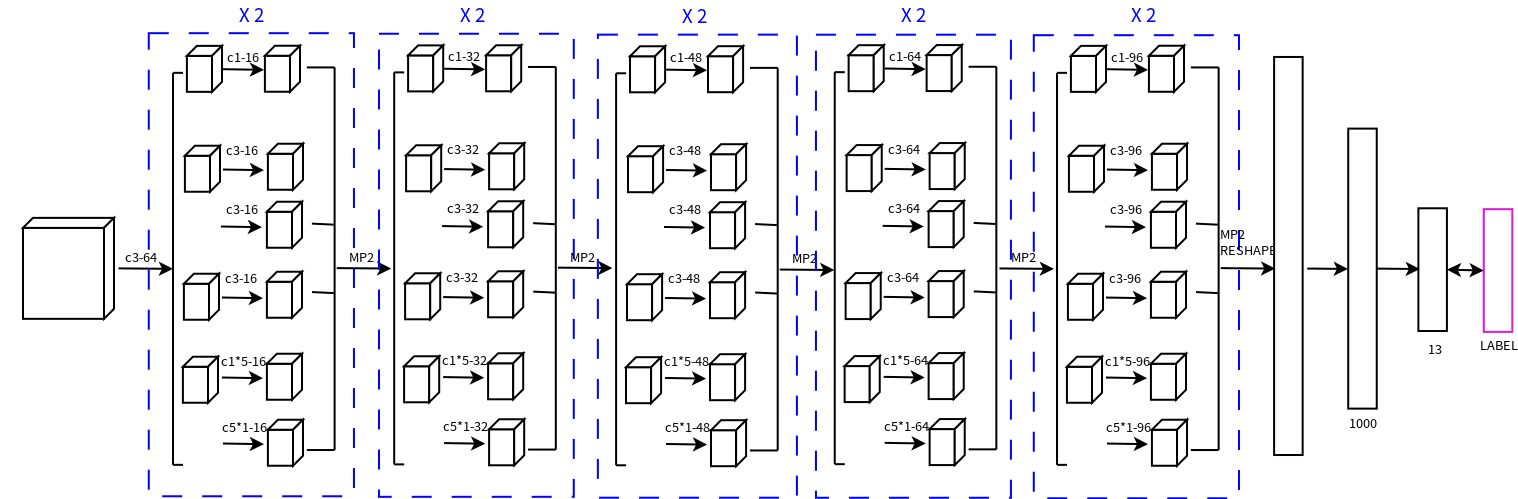 X 2
X 2
X 2
X 2
X 2
c3-64
c1-16
c3-16
c3-16
c3-16
c1*5-16
c5*1-16
MP2
c1-32
c3-32
c3-32
c3-32
c1*5-32
c5*1-32
MP2
c1-48
c3-48
c3-48
c3-48
c1*5-48
c5*1-48
MP2
c1-64
c3-64
c3-64
c3-64
c1*5-64
c5*1-64
MP2
c1-96
c3-96
c3-96
c3-96
c1*5-96
c5*1-96
MP2
RESHAPE
1000
13
LABEL